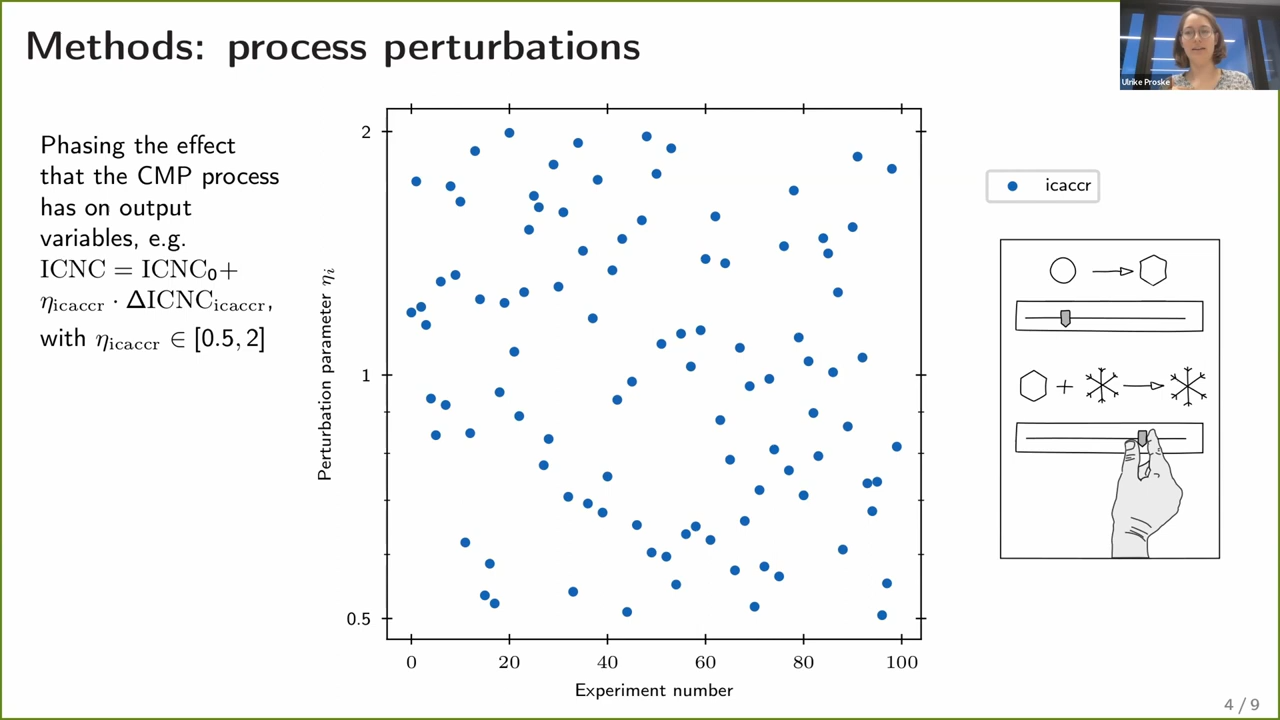 Methods: process perturbations
Ulrike Proske
Phasing the effect
that the CMP process
has on output
variables, e.g.
ICNC = ICNC₀+
η_icaccr · ΔICNC_icaccr,
with η_icaccr ∈ [0.5, 2]
Perturbation parameter η_i
2
1
0.5
0 20 40 60 80 100
Experiment number
icaccr
4 / 9